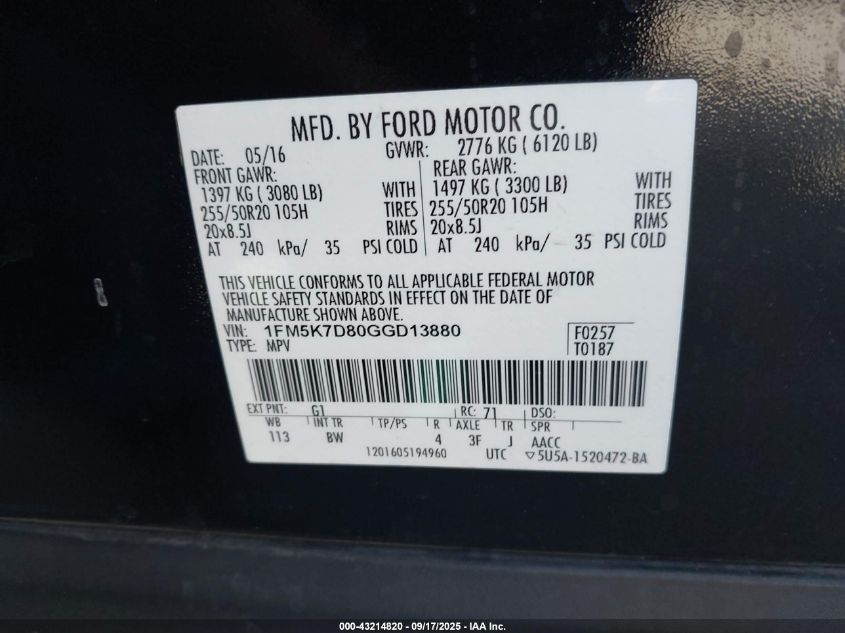 MFD. BY FORD MOTOR CO.
DATE: 05/16 GVWR: 2776 KG ( 6120 LB)
FRONT GAWR: REAR GAWR:
1397 KG ( 3080 LB) WITH 1497 KG ( 3300 LB) WITH
255/50R20 105H TIRES 255/50R20 105H TIRES
20x8.5J RIMS 20x8.5J RIMS
AT 240 kPa/ 35 PSI COLD AT 240 kPa/ 35 PSI COLD
THIS VEHICLE CONFORMS TO ALL APPLICABLE FEDERAL MOTOR
VEHICLE SAFETY STANDARDS IN EFFECT ON THE DATE OF
MANUFACTURE SHOWN ABOVE.
VIN: 1FM5K7D80GGD13880 F0257
TYPE: MPV T0187
EXT PNT: G1 RC: 71 DSO:
WB INT TR TP/PS R AXLE TR SPR
113 BW 4 3F J AACC
1201605194960 UTC ▽5U5A-1520472-BA
000-43214820 - 09/17/2025 - IAA Inc.